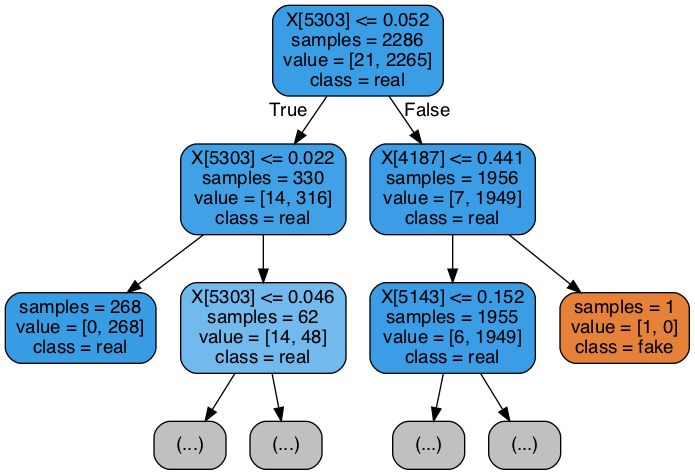 X[5303] <= 0.052
samples = 2286
value = [21, 2265]
class = real
True
False
X[5303] <= 0.022
samples = 330
value = [14, 316]
class = real
X[4187] <= 0.441
samples = 1956
value = [7, 1949]
class = real
samples = 268
value = [0, 268]
class = real
X[5303] <= 0.046
samples = 62
value = [14, 48]
class = real
X[5143] <= 0.152
samples = 1955
value = [6, 1949]
class = real
samples = 1
value = [1, 0]
class = fake
(...)
(...)
(...)
(...)